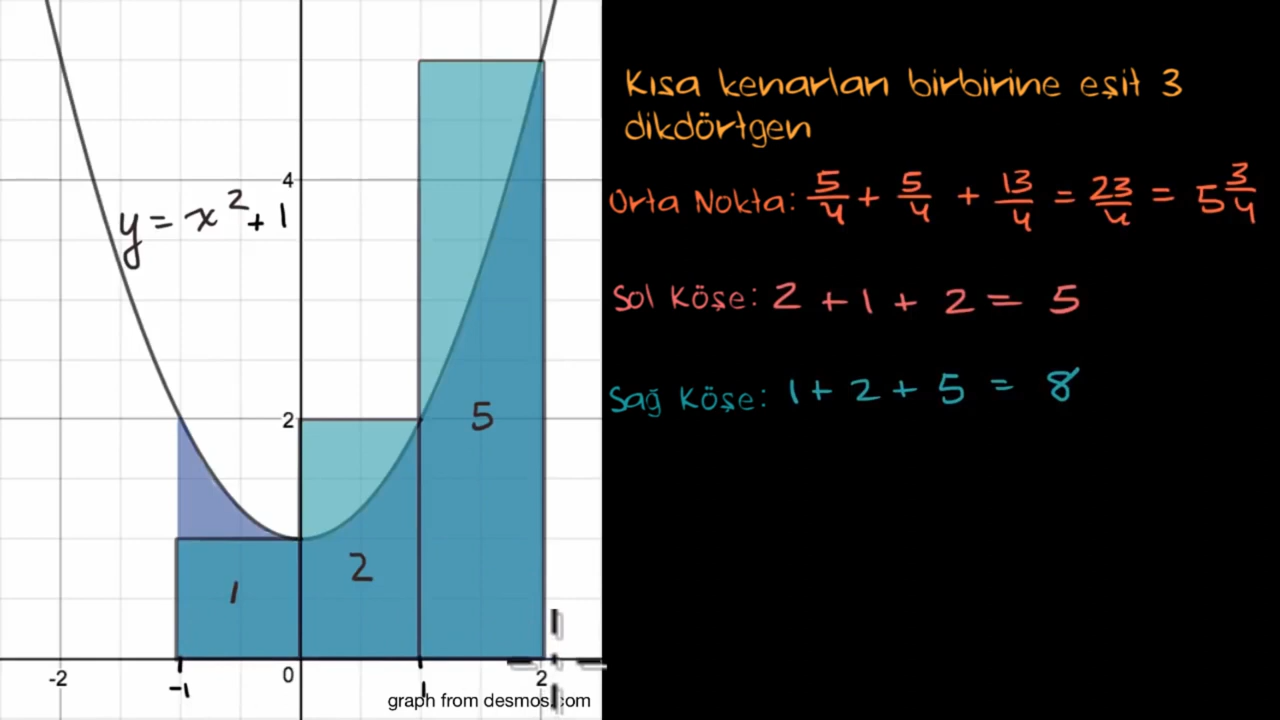 Kısa kenarları birbirine eşit 3
dikdörtgen
Orta Nokta: 5/4 + 5/4 + 13/4 = 23/4 = 5 3/4
Sol Köşe: 2 + 1 + 2 = 5
Sağ Köşe: 1 + 2 + 5 = 8
4
y = x² + 1
2
5
2
1
-2
-1
0
1
2
graph from desmos.com